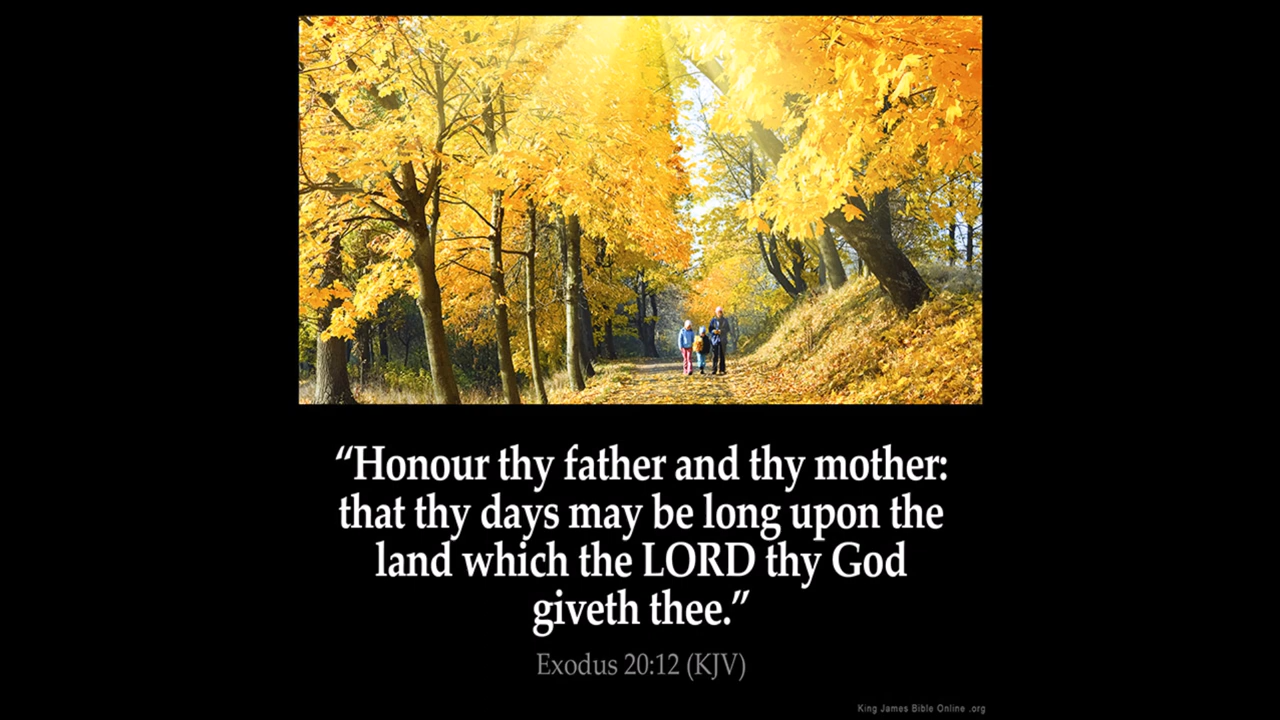 “Honour thy father and thy mother:
that thy days may be long upon the
land which the LORD thy God
giveth thee.”
Exodus 20:12 (KJV)
King James Bible Online .org